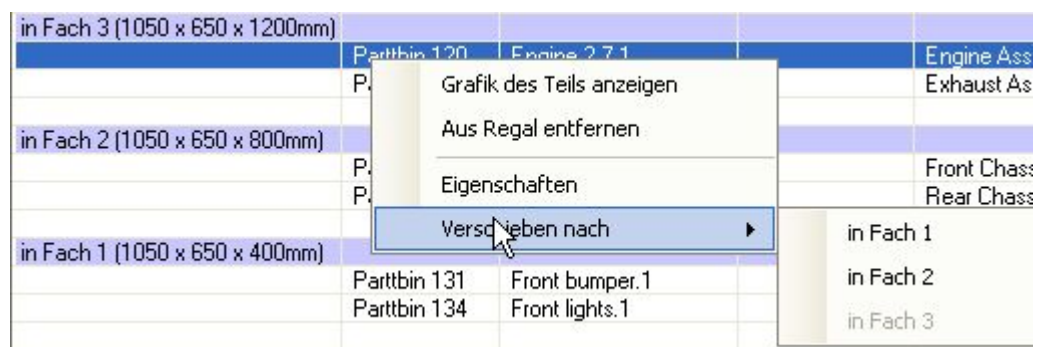 in Fach 3 (1050 x 650 x 1200mm)
Parttbin 120 Engine 2.7.1 Engine Ass
Exhaust As
Grafik des Teils anzeigen
Aus Regal entfernen
in Fach 2 (1050 x 650 x 800mm)
Front Chass
Eigenschaften
Rear Chass
Verschieben nach
in Fach 1
in Fach 1 (1050 x 650 x 400mm)
in Fach 2
Parttbin 131 Front bumper.1
Parttbin 134 Front lights.1
in Fach 3